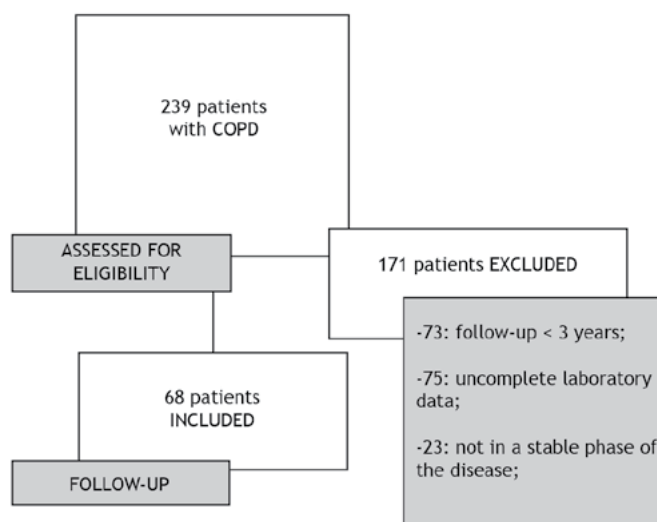 239 patients
with COPD
ASSESSED FOR
ELIGIBILITY
171 patients EXCLUDED
-73: follow-up < 3 years;
-75: uncomplete laboratory
data;
-23: not in a stable phase of
the disease;
68 patients
INCLUDED
FOLLOW-UP